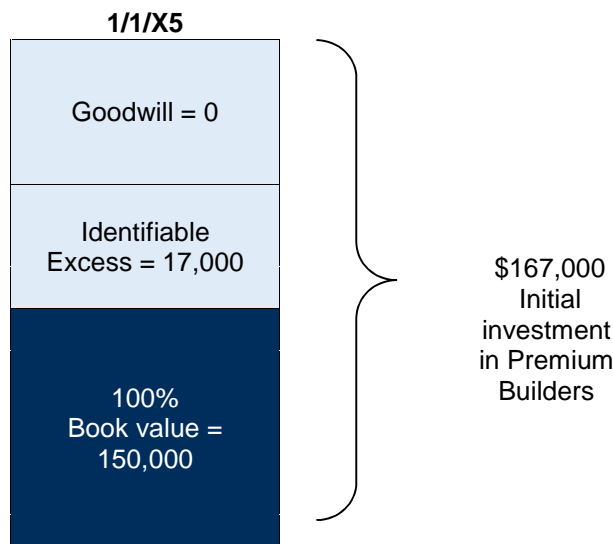 1/1/X5
Goodwill = 0
Identifiable
Excess = 17,000
100%
Book value =
150,000
$167,000
Initial
investment
in Premium
Builders